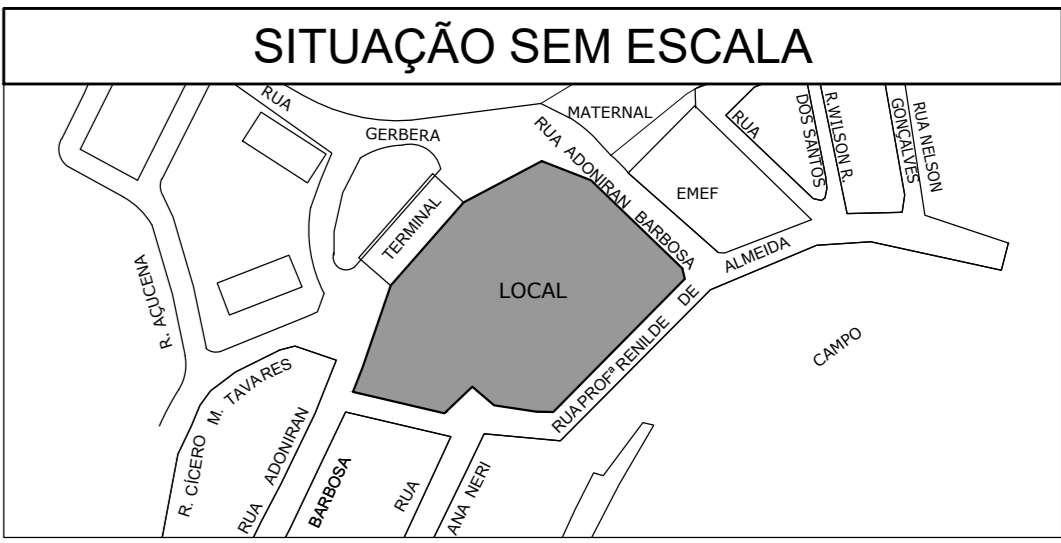 SITUAÇÃO SEM ESCALA
RUA
GERBERA
MATERNAL
RUA ADONIRAN BARBOSA
RUA
DOS SANTOS
R.WILSON R.
GONÇALVES
RUA NELSON
EMEF
TERMINAL
ALMEIDA
LOCAL
R. AÇUCENA
RUA PROFª RENILDE DE
CAMPO
R. CÍCERO M. TAVARES
RUA ADONIRAN
BARBOSA
RUA
ANA NERI